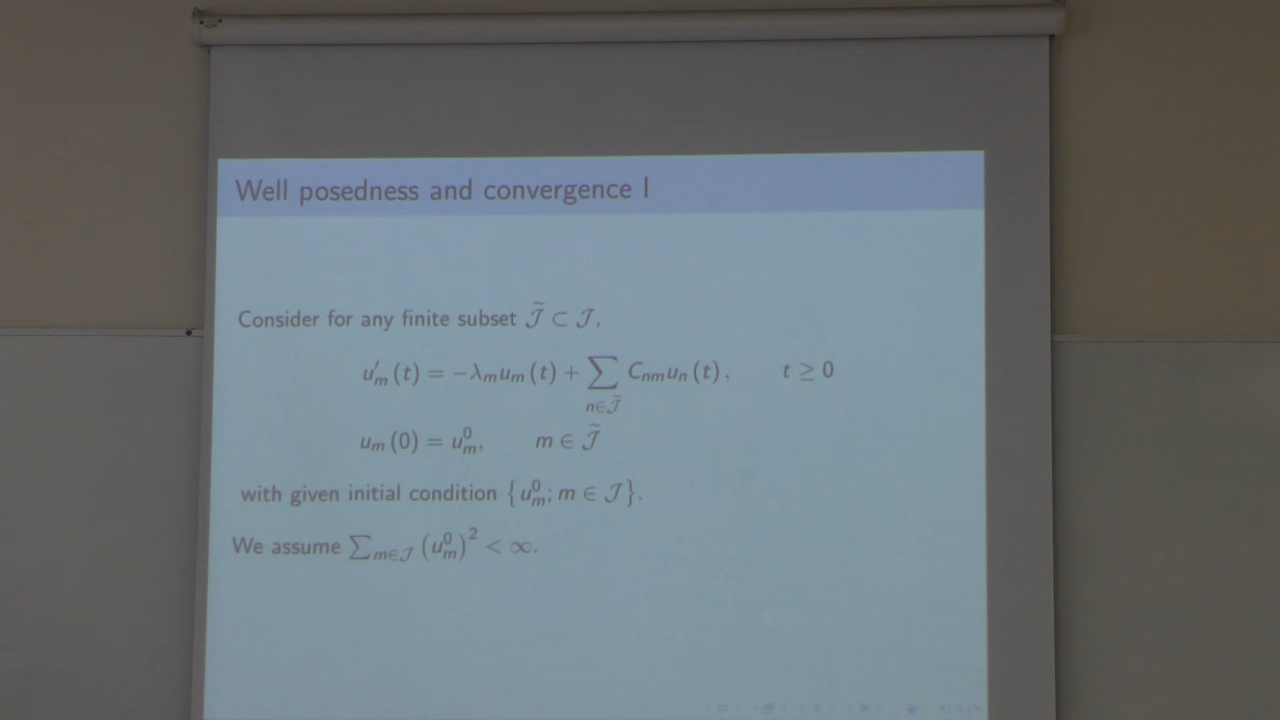 Well posedness and convergence I
Consider for any finite subset 𝒥̃ ⊂ 𝒥,
u′ₘ(t) = −λₘuₘ(t) + ∑_{n∈𝒥̃} Cₙₘuₙ(t), t ≥ 0
uₘ(0) = u⁰ₘ, m ∈ 𝒥̃
with given initial condition {u⁰ₘ; m ∈ 𝒥}.
We assume ∑_{m∈𝒥} (u⁰ₘ)² < ∞.